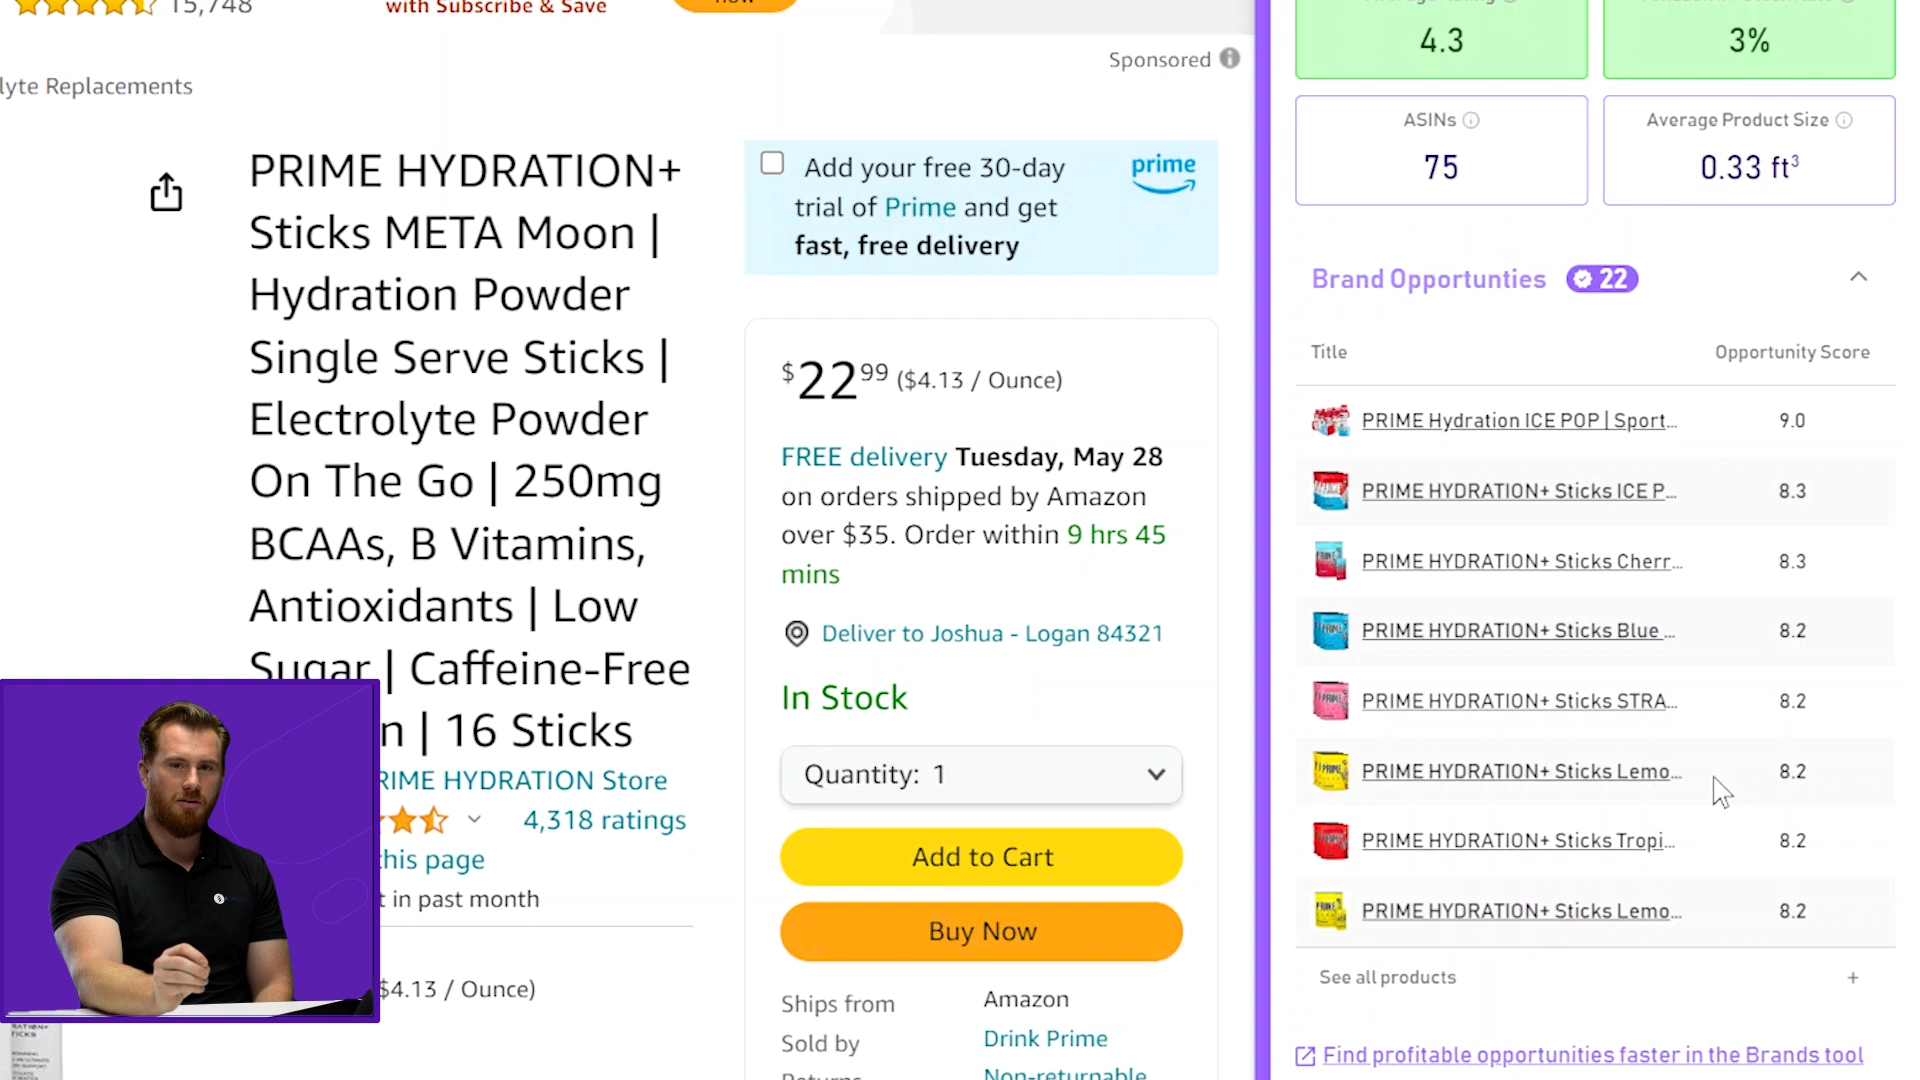 15,748
with Subscribe & Save
now
Sponsored
lyte Replacements
PRIME HYDRATION+
Sticks META Moon |
Hydration Powder
Single Serve Sticks |
Electrolyte Powder
On The Go | 250mg
BCAAs, B Vitamins,
Antioxidants | Low
Sugar | Caffeine-Free
n | 16 Sticks
RIME HYDRATION Store
4,318 ratings
this page
t in past month
$4.13 / Ounce)
Add your free 30-day
trial of Prime and get
fast, free delivery
prime
$22 99 ($4.13 / Ounce)
FREE delivery Tuesday, May 28
on orders shipped by Amazon
over $35. Order within 9 hrs 45
mins
Deliver to Joshua - Logan 84321
In Stock
Quantity: 1
Add to Cart
Buy Now
Ships from Amazon
Sold by Drink Prime
Returns Non-returnable
Average Rating
4.3
3%
ASINs
75
Average Product Size
0.33 ft³
Brand Opportunties 22
Title Opportunity Score
PRIME Hydration ICE POP | Sport... 9.0
PRIME HYDRATION+ Sticks ICE P... 8.3
PRIME HYDRATION+ Sticks Cherr... 8.3
PRIME HYDRATION+ Sticks Blue ... 8.2
PRIME HYDRATION+ Sticks STRA... 8.2
PRIME HYDRATION+ Sticks Lemo... 8.2
PRIME HYDRATION+ Sticks Tropi... 8.2
PRIME HYDRATION+ Sticks Lemo... 8.2
See all products +
Find profitable opportunities faster in the Brands tool